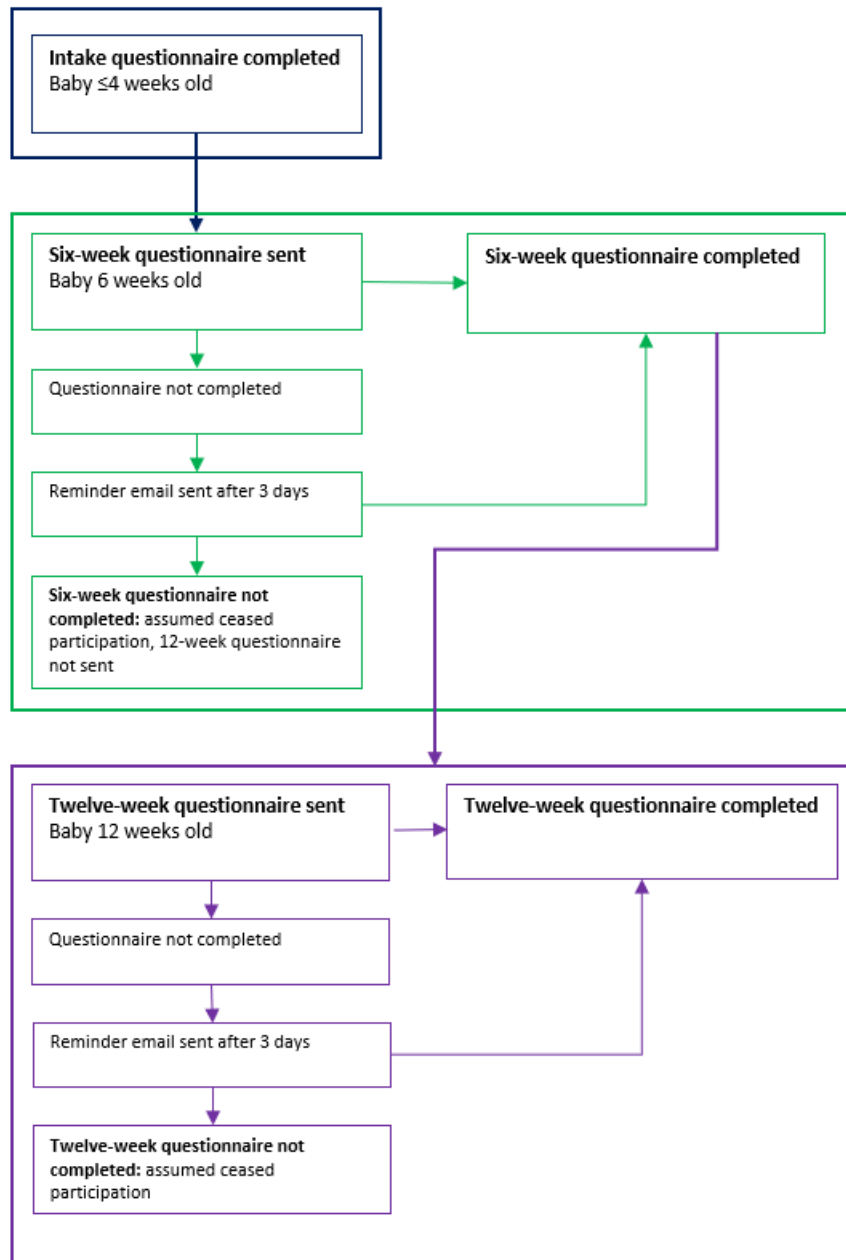 Intake questionnaire completed
Baby ≤4 weeks old
Six-week questionnaire sent
Baby 6 weeks old
Six-week questionnaire completed
Questionnaire not completed
Reminder email sent after 3 days
Six-week questionnaire not
completed: assumed ceased
participation, 12-week questionnaire
not sent
Twelve-week questionnaire sent
Baby 12 weeks old
Twelve-week questionnaire completed
Questionnaire not completed
Reminder email sent after 3 days
Twelve-week questionnaire not
completed: assumed ceased
participation